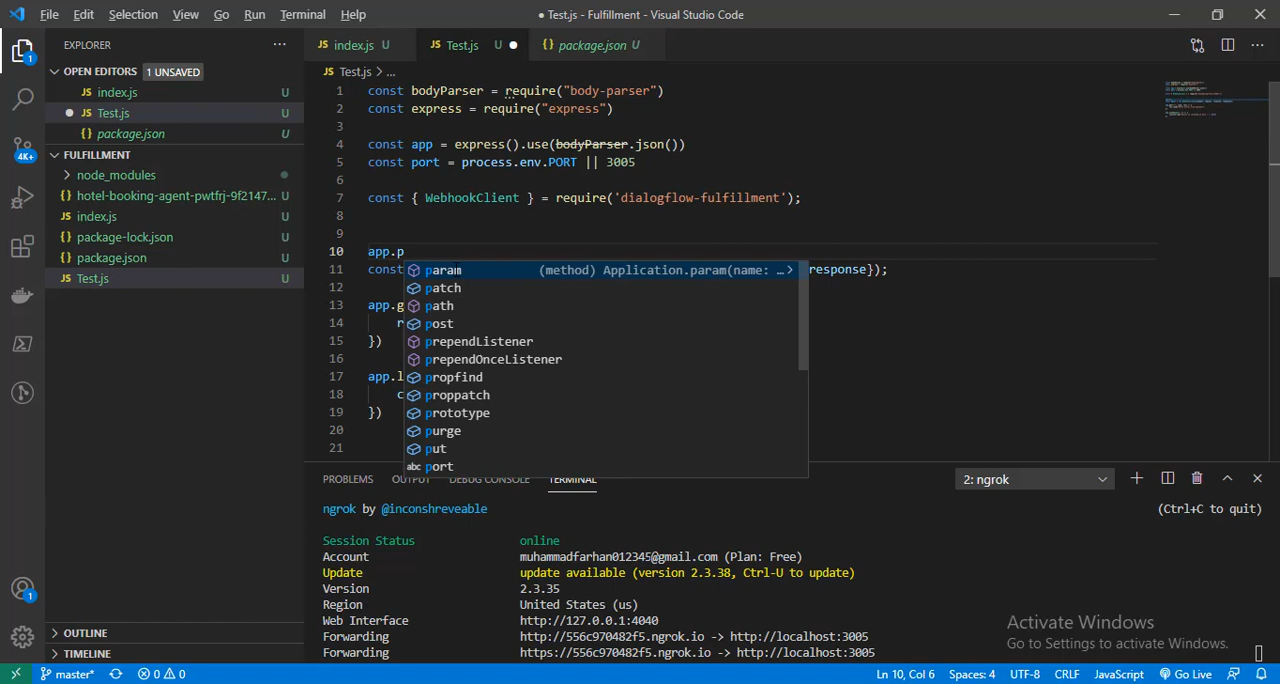 File Edit Selection View Go Run Terminal Help
● Test.js - Fulfillment - Visual Studio Code
EXPLORER
OPEN EDITORS 1 UNSAVED
JS index.js U
● JS Test.js U
{} package.json U
FULFILLMENT
node_modules
{} hotel-booking-agent-pwtfrj-9f2147... U
JS index.js U
{} package-lock.json U
{} package.json U
JS Test.js U
OUTLINE
TIMELINE
1
4K+
1
JS index.js U
JS Test.js U ●
{} package.json U
JS Test.js > ...
1 const bodyParser = require("body-parser")
2 const express = require("express")
3
4 const app = express().use(bodyParser.json())
5 const port = process.env.PORT || 3005
6
7 const { WebhookClient } = require('dialogflow-fulfillment');
8
9
10 app.p
11 const response});
12
13 app.g
14 r
15 })
16
17 app.l
18 c
19 })
20
21
param (method) Application.param(name: …>
patch
path
post
prependListener
prependOnceListener
propfind
proppatch
prototype
purge
put
abc port
PROBLEMS OUTPUT DEBUG CONSOLE TERMINAL 2: ngrok
ngrok by @inconshreveable (Ctrl+C to quit)
Session Status online
Account muhammadfarhan012345@gmail.com (Plan: Free)
Update update available (version 2.3.38, Ctrl-U to update)
Version 2.3.35
Region United States (us)
Web Interface http://127.0.0.1:4040
Forwarding http://556c970482f5.ngrok.io -> http://localhost:3005
Forwarding https://556c970482f5.ngrok.io -> http://localhost:3005
Activate Windows
Go to Settings to activate Windows.
master* 0 0 Ln 10, Col 6 Spaces: 4 UTF-8 CRLF JavaScript Go Live